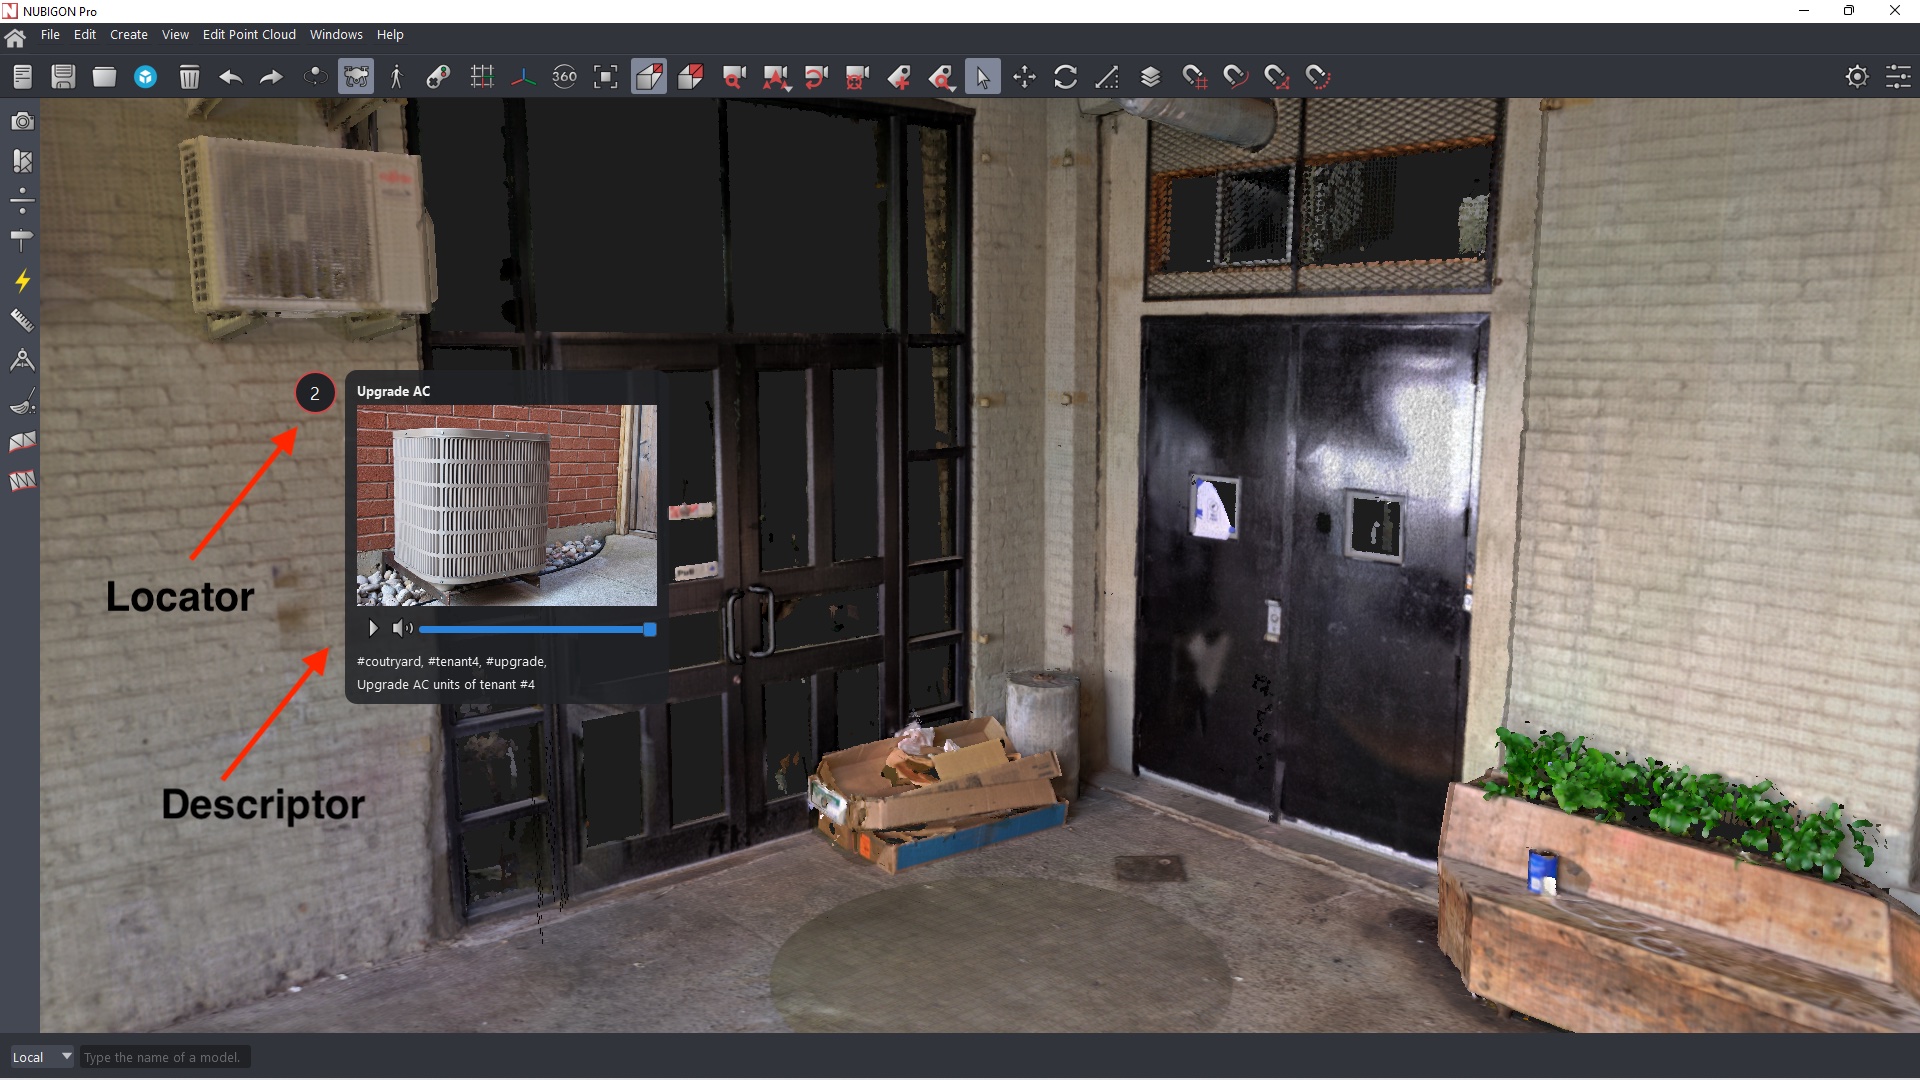 NUBIGON Pro
File Edit Create View Windows Help Edit Point Cloud
360
2
Upgrade AC
Locator
#coutryard, #tenant4, #upgrade,
Upgrade AC units of tenant #4
Descriptor
Local Type the name of a model.